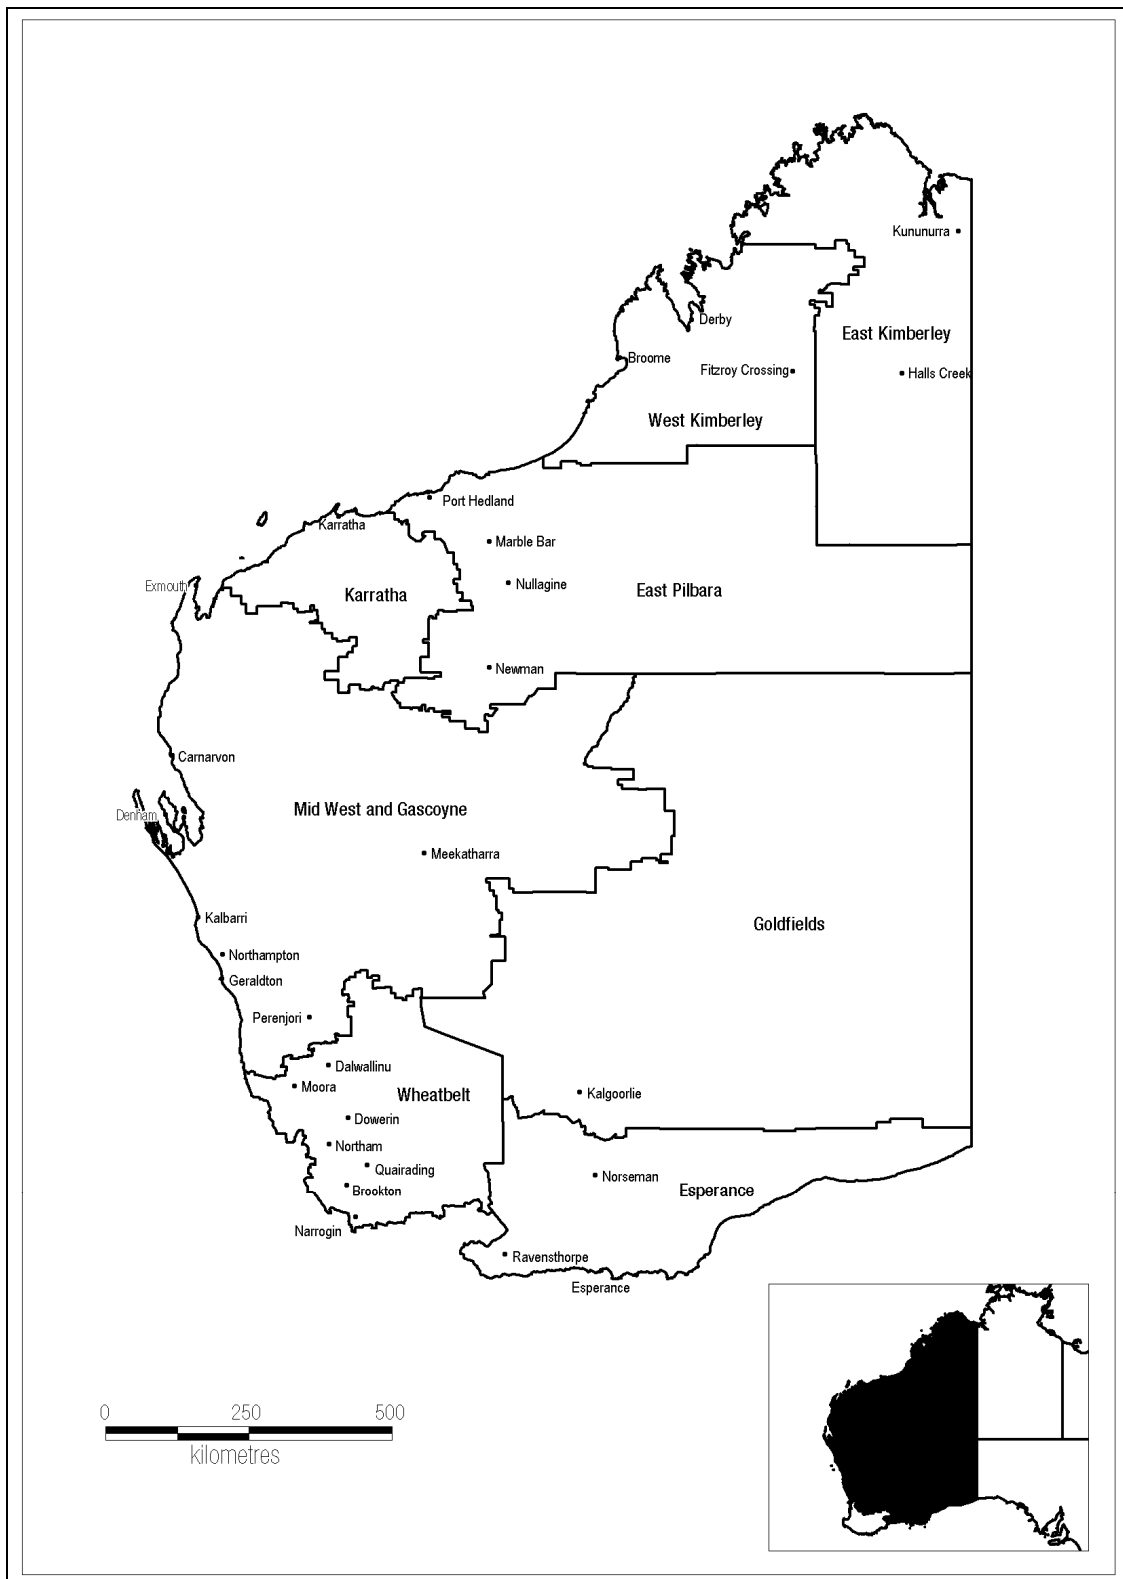 Kununurra
Derby
East Kimberley
Broome
Fitzroy Crossing
Halls Creek
West Kimberley
Port Hedland
Karratha
Marble Bar
Exmouth
Nullagine
East Pilbara
Karratha
Newman
Carnarvon
Mid West and Gascoyne
Denham
Meekatharra
Kalbarri
Goldfields
Northampton
Geraldton
Perenjori
Dalwallinu
Moora
Wheatbelt
Kalgoorlie
Dowerin
Northam
Quairading
Norseman
Brookton
Esperance
Narrogin
Ravensthorpe
Esperance
0 250 500
kilometres